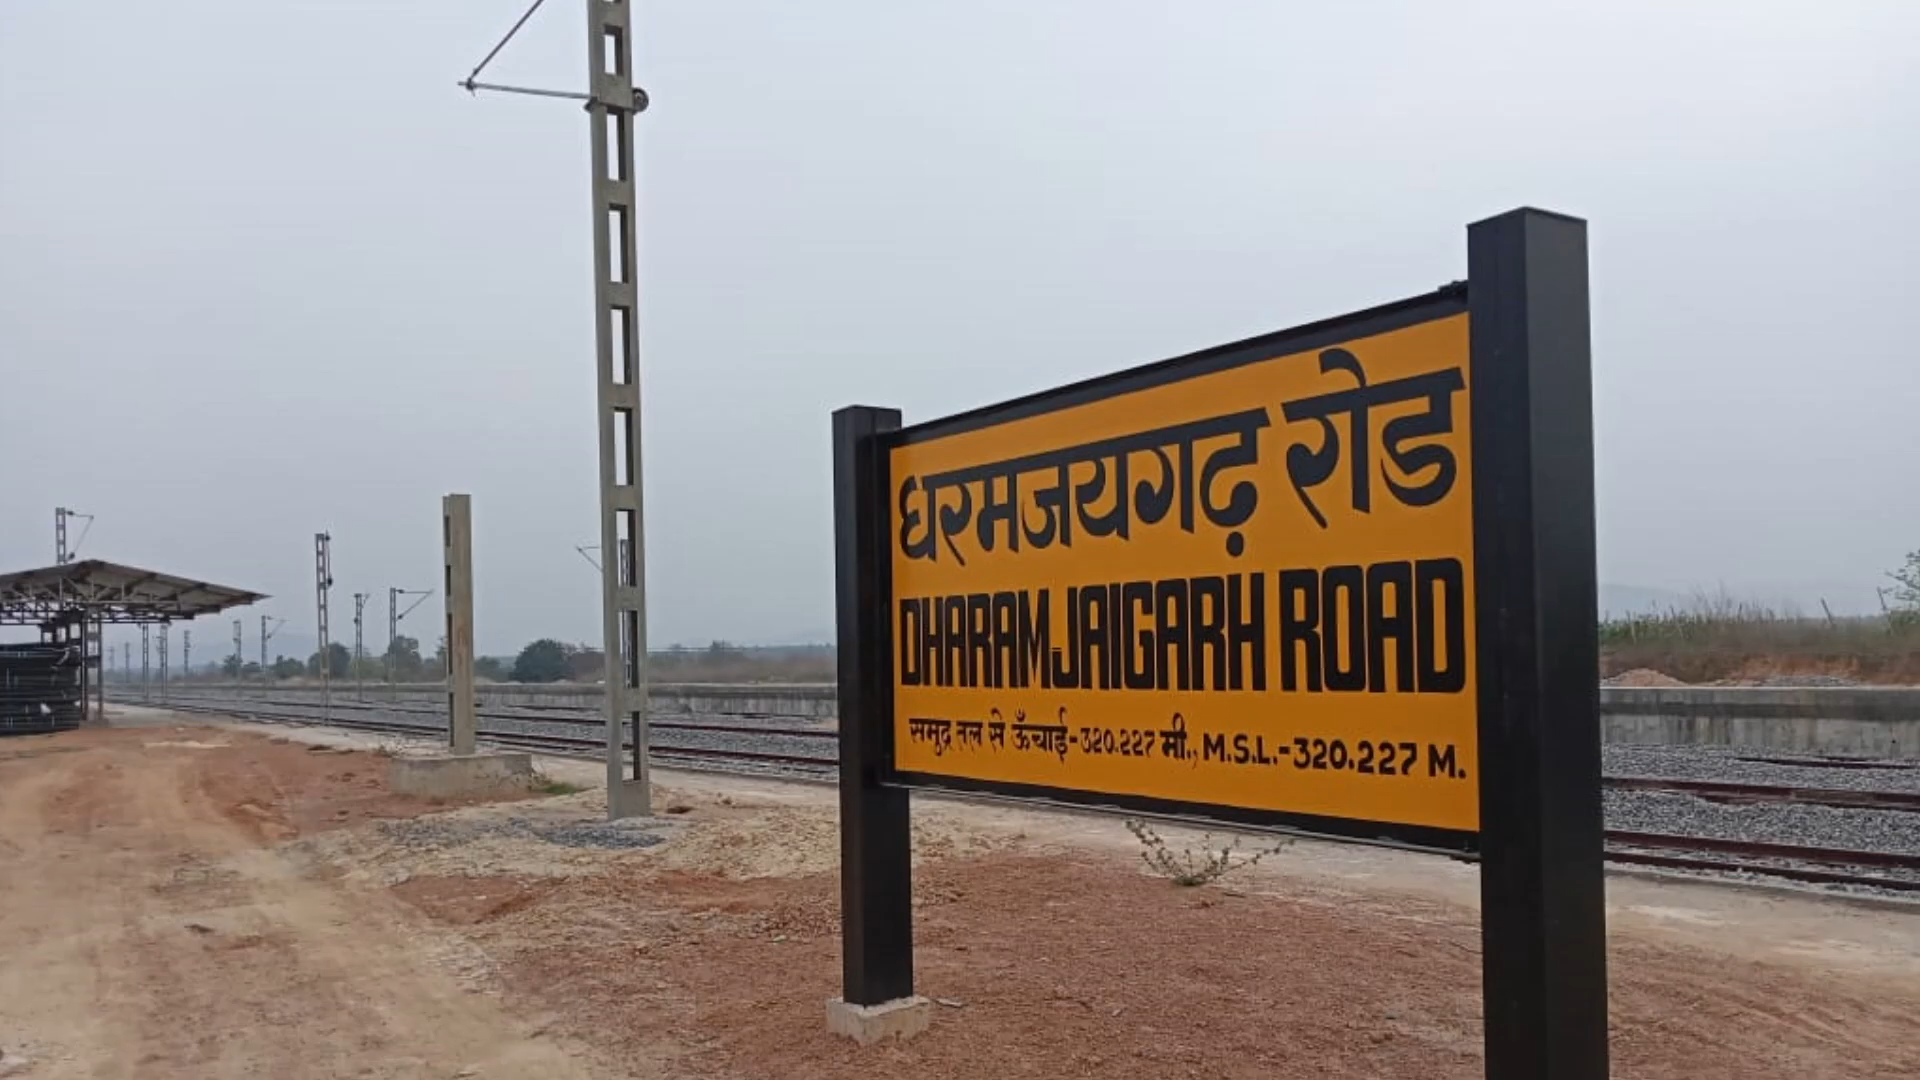 धरमजयगढ़ रोड
DHARAMJAIGARH ROAD
समुद्र तल से ऊँचाई-320.227 मी., M.S.L.-320.227 M.